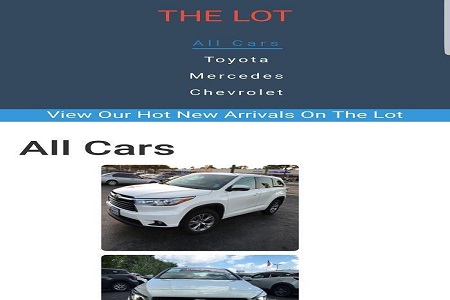 THE LOT
All Cars
Toyota
Mercedes
Chevrolet
View Our Hot New Arrivals On The Lot
All Cars